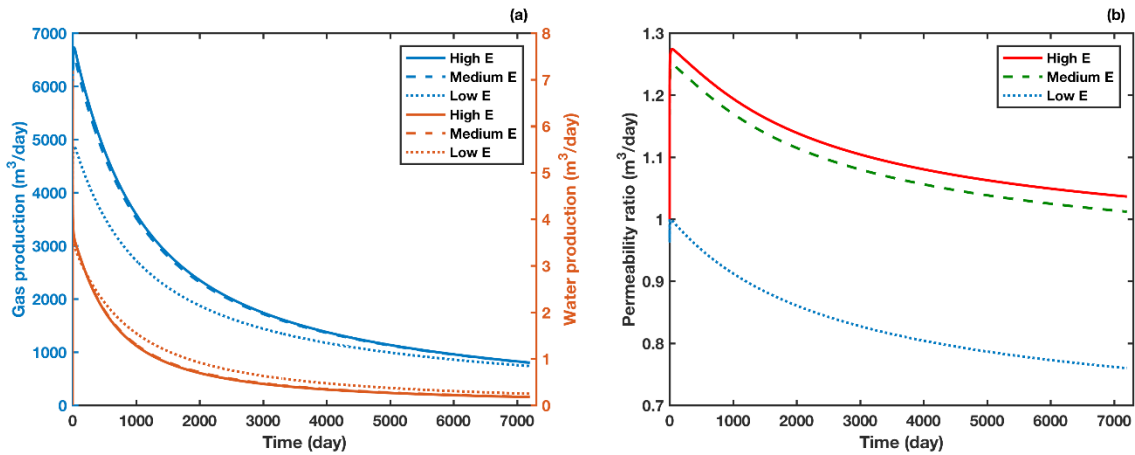 (a)
7000
6000
5000
4000
3000
2000
1000
0
Gas production (m³/day)
8
7
6
5
4
3
2
1
0
Water production (m³/day)
High E
Medium E
Low E
High E
Medium E
Low E
0 1000 2000 3000 4000 5000 6000 7000
Time (day)
(b)
1.3
1.2
1.1
1
0.9
0.8
0.7
Permeability ratio (m³/day)
High E
Medium E
Low E
0 1000 2000 3000 4000 5000 6000 7000
Time (day)